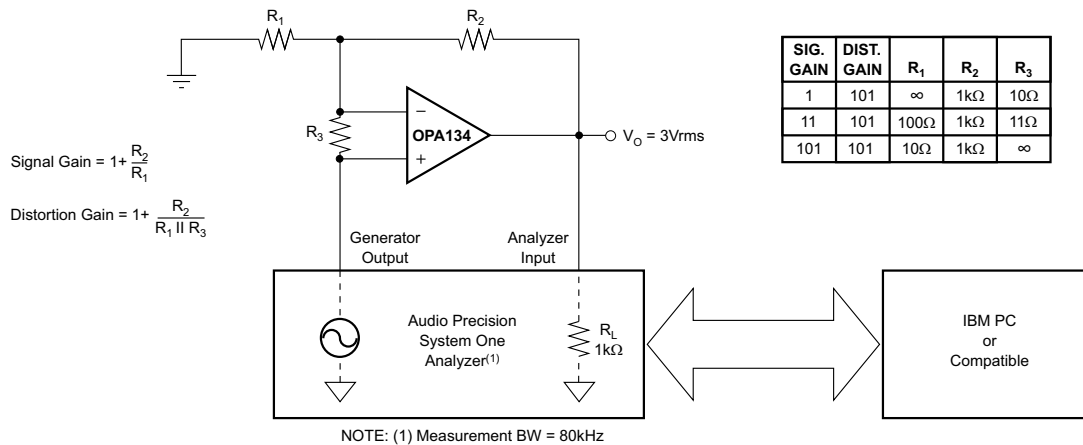 R1
R2
SIG. GAIN DIST. GAIN R1 R2 R3
1 101 ∞ 1kΩ 10Ω
11 101 100Ω 1kΩ 11Ω
101 101 10Ω 1kΩ ∞
R3
−
+
OPA134
VO = 3Vrms
Signal Gain = 1+ R2/R1
Distortion Gain = 1+ R2/(R1 II R3)
Generator
Output
Analyzer
Input
Audio Precision
System One
Analyzer(1)
RL
1kΩ
IBM PC
or
Compatible
NOTE: (1) Measurement BW = 80kHz